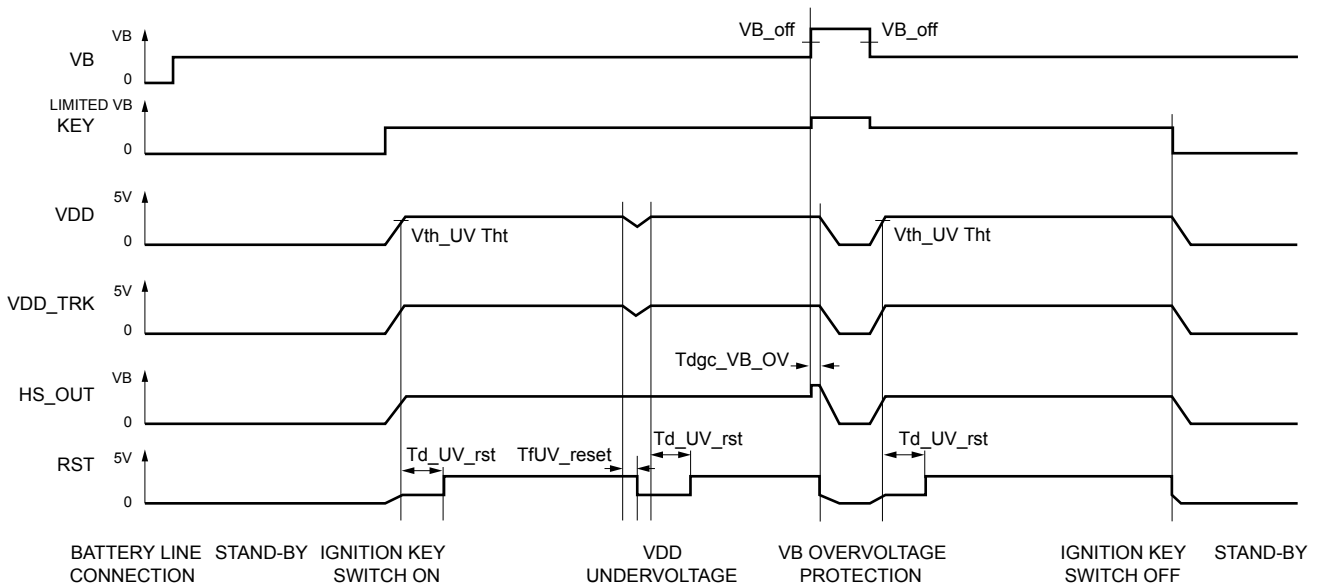 VB_off VB_off
VB
VB
0
LIMITED VB
KEY
0
5V
VDD
0
Vth_UV Tht Vth_UV Tht
5V
VDD_TRK
0
Tdgc_VB_OV
VB
HS_OUT
0
Td_UV_rst TfUV_reset Td_UV_rst Td_UV_rst
5V
RST
0
BATTERY LINE CONNECTION
STAND-BY
IGNITION KEY SWITCH ON
VDD UNDERVOLTAGE
VB OVERVOLTAGE PROTECTION
IGNITION KEY SWITCH OFF
STAND-BY